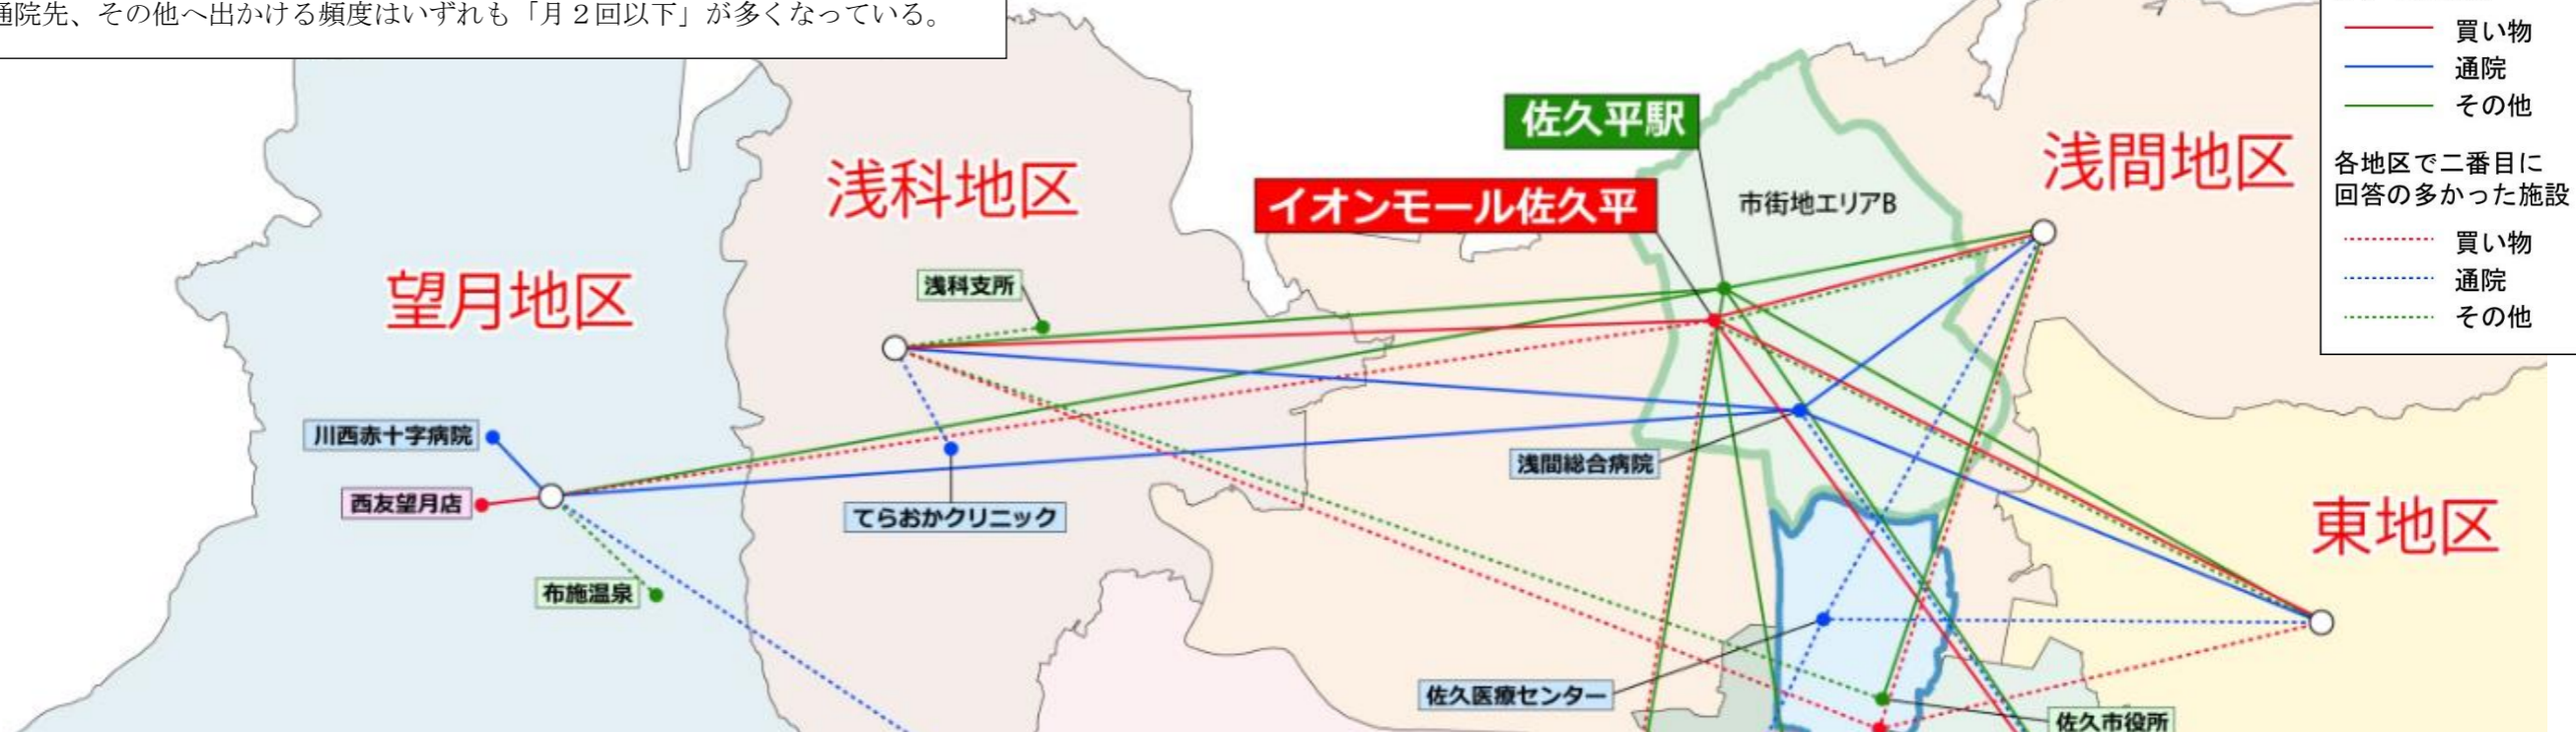 通院先、その他へ出かける頻度はいずれも「月２回以下」が多くなっている。
買い物
通院
その他
各地区で二番目に
回答の多かった施設
買い物
通院
その他
佐久平駅
イオンモール佐久平
市街地エリアB
浅間地区
浅科地区
望月地区
浅科支所
川西赤十字病院
西友望月店
てらおかクリニック
浅間総合病院
東地区
布施温泉
佐久医療センター
佐久市役所